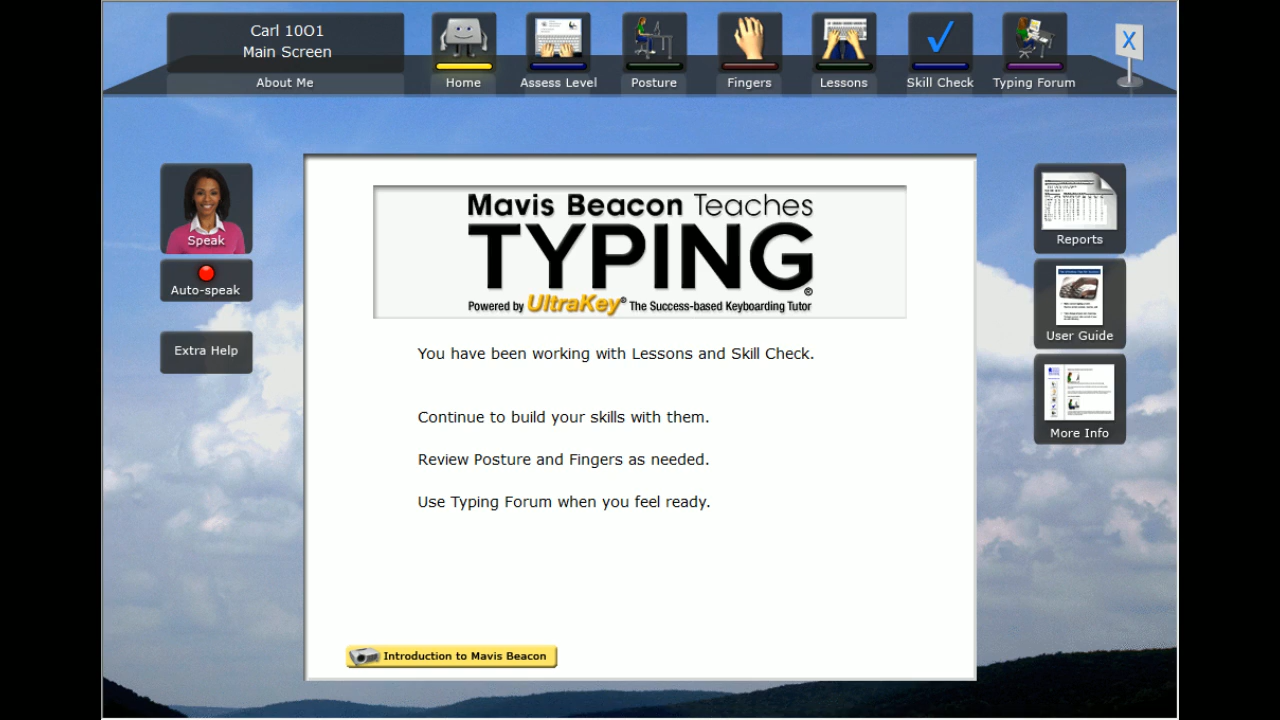 Carl 10O1
Main Screen
About Me
Home
Assess Level
Posture
Fingers
Lessons
Skill Check
Typing Forum
X
Speak
Auto-speak
Extra Help
Mavis Beacon Teaches
TYPING®
Powered by UltraKey® The Success-based Keyboarding Tutor
You have been working with Lessons and Skill Check.
Continue to build your skills with them.
Review Posture and Fingers as needed.
Use Typing Forum when you feel ready.
Introduction to Mavis Beacon
Reports
User Guide
More Info